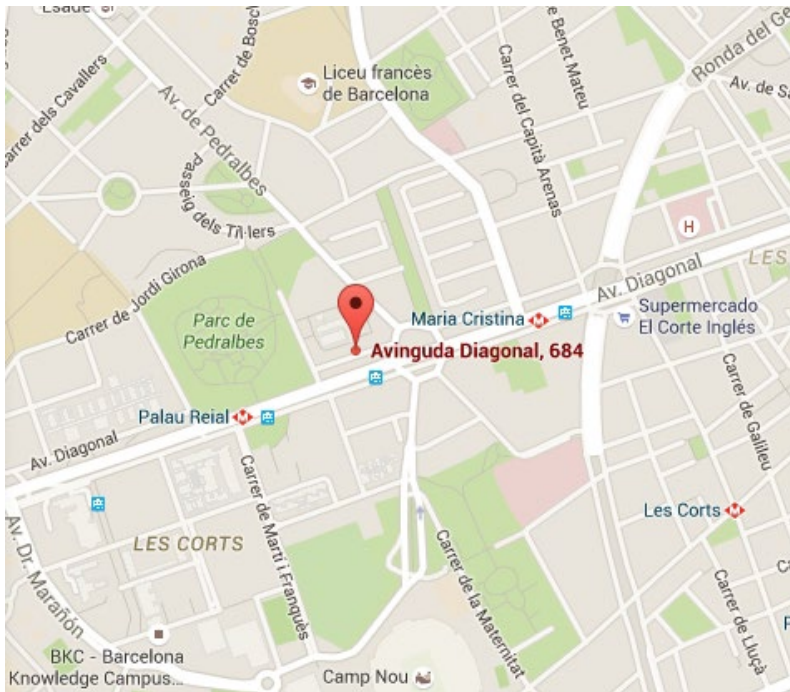 Esade
Carrer de Bosc
Liceu francès
de Barcelona
e Benet Mateu
Ronda del Ge
Carrer dels Cavallers
Av. de Pedralbes
Carrer del Capità Arenas
Av. de Sa
Passeig dels Til·lers
H
Carrer de Jordi Girona
Av. Diagonal
LES
Parc de
Pedralbes
Maria Cristina
Supermercado
El Corte Inglés
Avinguda Diagonal, 684
Palau Reial
Av. Diagonal
Carrer de Galileu
Les Corts
LES CORTS
Carrer de Martí i Franquès
Carrer de la Maternitat
Av. Dr. Marañón
Carrer de Lluçà
BKC - Barcelona
Knowledge Campus...
Camp Nou